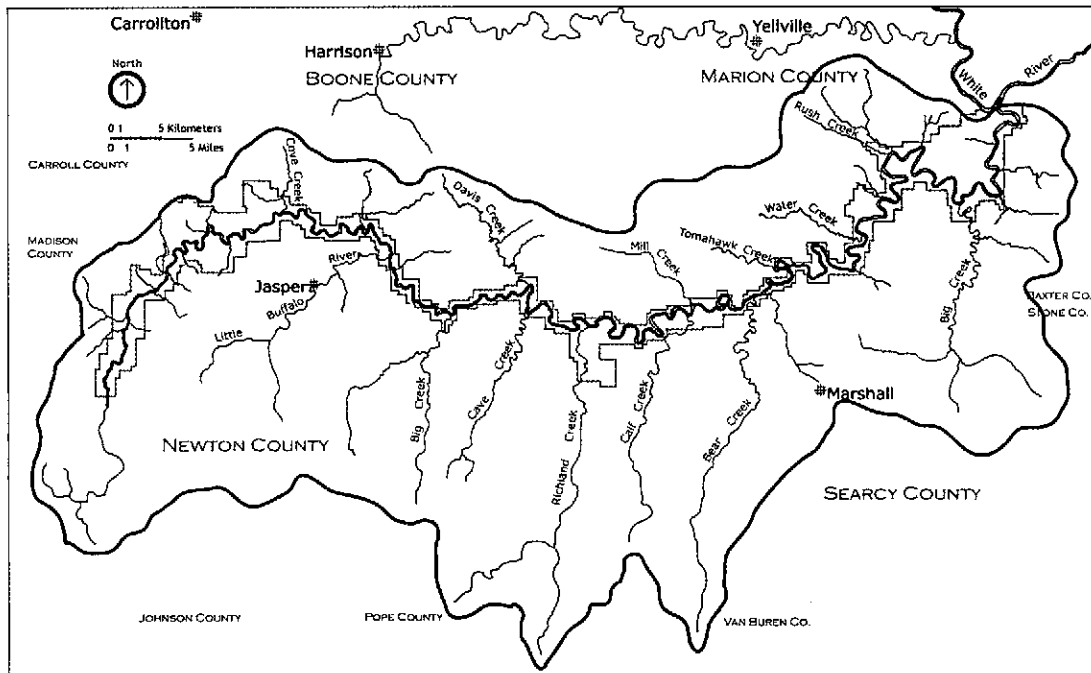 Carrollton
Yellville
Harrison
BOONE COUNTY
MARION COUNTY
North
White River
0 1 5 Kilometers
0 1 5 Miles
Rush Creek
CARROLL COUNTY
Cove Creek
Davis Creek
Water Creek
MADISON COUNTY
Mill Creek
Tomahawk Creek
Jasper
Little Buffalo River
Big Creek
BAXTER CO.
STONE CO.
Marshall
NEWTON COUNTY
Big Creek
Cave Creek
Richland Creek
Calf Creek
Bear Creek
SEARCY COUNTY
JOHNSON COUNTY
POPE COUNTY
VAN BUREN CO.